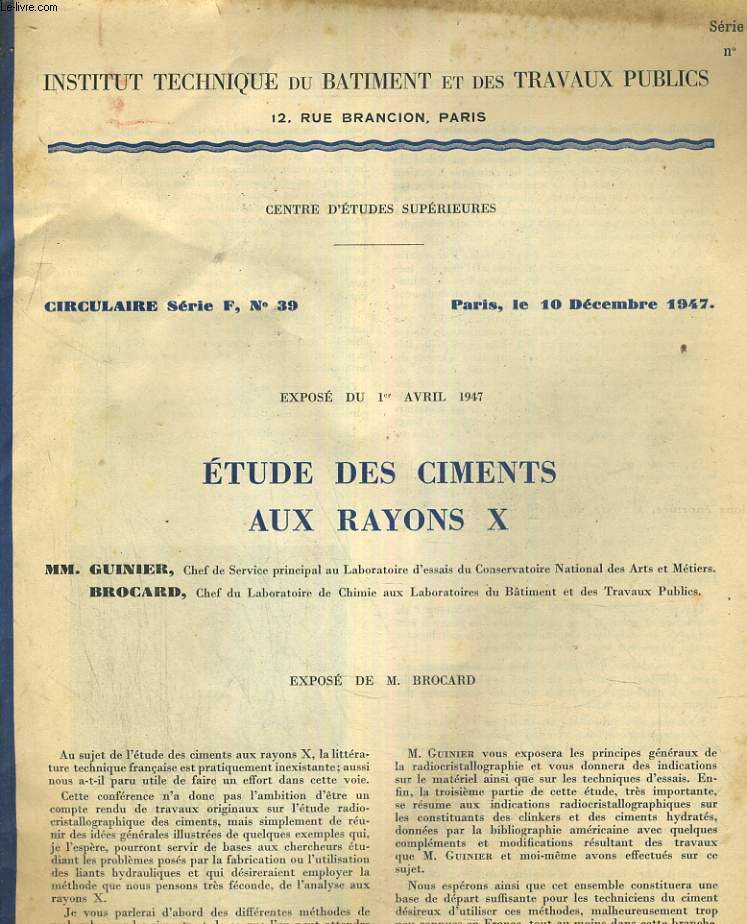 Le-livre.com
Série
n°
INSTITUT TECHNIQUE DU BATIMENT ET DES TRAVAUX PUBLICS
12, RUE BRANCION, PARIS
CENTRE D'ÉTUDES SUPÉRIEURES
CIRCULAIRE Série F, N° 39
Paris, le 10 Décembre 1947.
EXPOSÉ DU 1er AVRIL 1947
ÉTUDE DES CIMENTS
AUX RAYONS X
MM. GUINIER, Chef de Service principal au Laboratoire d'essais du Conservatoire National des Arts et Métiers.
BROCARD, Chef du Laboratoire de Chimie aux Laboratoires du Bâtiment et des Travaux Publics.
EXPOSÉ DE M. BROCARD
Au sujet de l'étude des ciments aux rayons X, la littéra-
ture technique française est pratiquement inexistante; aussi
nous a-t-il paru utile de faire un effort dans cette voie.
Cette conférence n'a donc pas l'ambition d'être un
compte rendu de travaux originaux sur l'étude radio-
cristallographique des ciments, mais simplement de réu-
nir des idées générales illustrées de quelques exemples qui,
je l'espère, pourront servir de bases aux chercheurs étu-
diant les problèmes posés par la fabrication ou l'utilisation
des liants hydrauliques et qui désireraient employer la
méthode que nous pensons très féconde, de l'analyse aux
rayons X.
Je vous parlerai d'abord des différentes méthodes de
M. GUINIER vous exposera les principes généraux de
la radiocristallographie et vous donnera des indications
sur le matériel ainsi que sur les techniques d'essais. En-
fin, la troisième partie de cette étude, très importante,
se résume aux indications radiocristallographiques sur
les constituants des clinkers et des ciments hydratés,
données par la bibliographie américaine avec quelques
compléments et modifications résultant des travaux
que M. GUINIER et moi-même avons effectués sur ce
sujet.
Nous espérons ainsi que cet ensemble constituera une
base de départ suffisante pour les techniciens du ciment
désireux d'utiliser ces méthodes, malheureusement trop